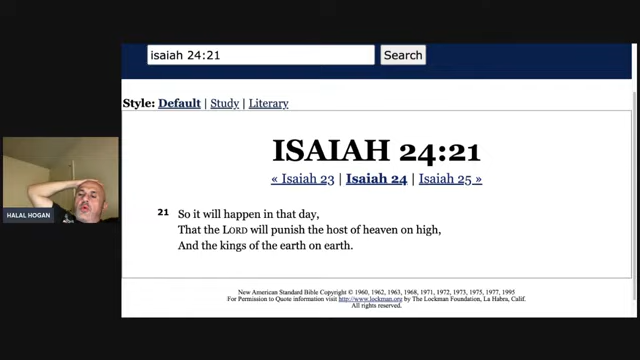 isaiah 24:21 Search
Style: Default | Study | Literary
ISAIAH 24:21
« Isaiah 23 | Isaiah 24 | Isaiah 25 »
21 So it will happen in that day,
That the LORD will punish the host of heaven on high,
And the kings of the earth on earth.
HALAL HOGAN
New American Standard Bible Copyright © 1960, 1962, 1963, 1968, 1971, 1972, 1973, 1975, 1977, 1995
For Permission to Quote information visit http://www.lockman.org by The Lockman Foundation, La Habra, Calif.
All rights reserved.